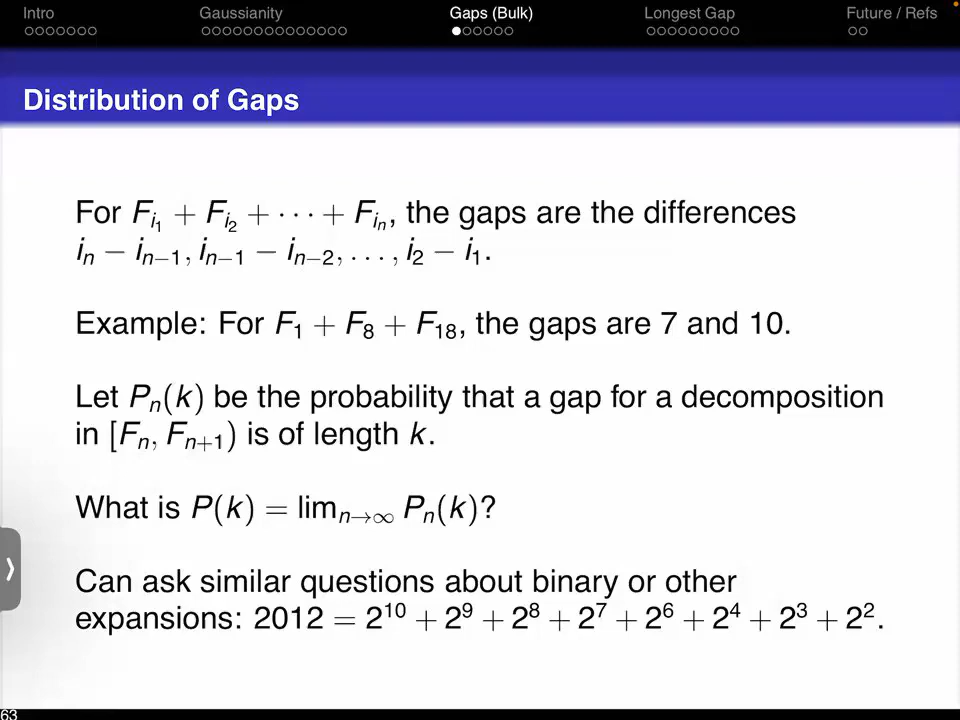 Intro Gaussianity Gaps (Bulk) Longest Gap Future / Refs
Distribution of Gaps
For F_{i_1} + F_{i_2} + ⋯ + F_{i_n}, the gaps are the differences
i_n − i_{n−1}, i_{n−1} − i_{n−2}, …, i_2 − i_1.
Example: For F_1 + F_8 + F_{18}, the gaps are 7 and 10.
Let P_n(k) be the probability that a gap for a decomposition
in [F_n, F_{n+1}) is of length k.
What is P(k) = lim_{n→∞} P_n(k)?
Can ask similar questions about binary or other
expansions: 2012 = 2^{10} + 2^9 + 2^8 + 2^7 + 2^6 + 2^4 + 2^3 + 2^2.
63